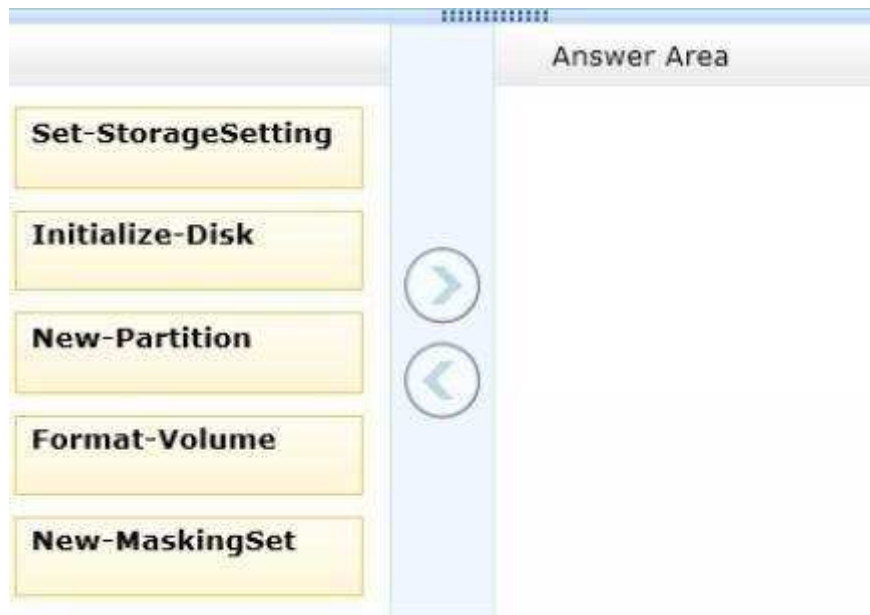 Answer Area
Set-StorageSetting
Initialize-Disk
New-Partition
Format-Volume
New-MaskingSet